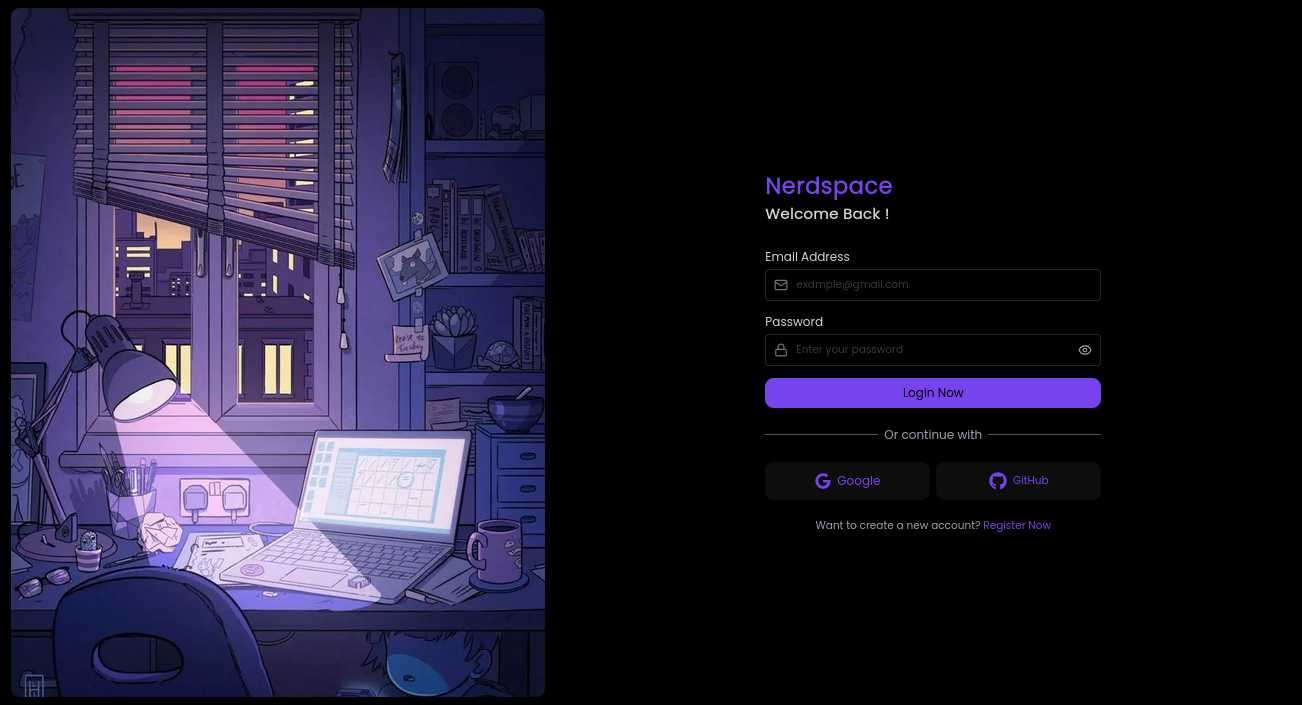 Nerdspace
Welcome Back !
Email Address
example@gmail.com
Password
Enter your password
Login Now
Or continue with
Google
GitHub
Want to create a new account? Register Now